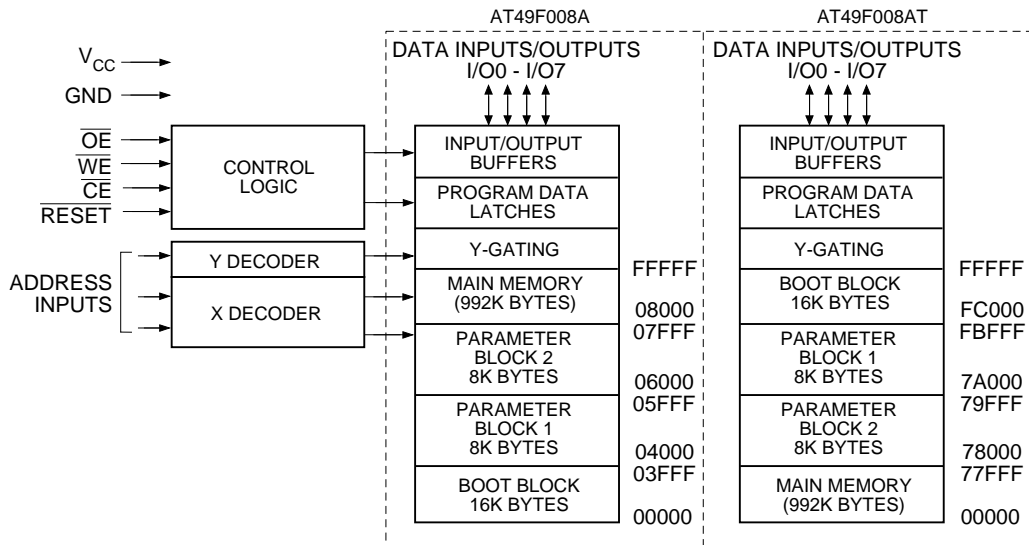 AT49F008A
AT49F008AT
DATA INPUTS/OUTPUTS
I/O0 - I/O7
DATA INPUTS/OUTPUTS
I/O0 - I/O7
VCC
GND
OE
WE
CE
RESET
CONTROL
LOGIC
ADDRESS
INPUTS
Y DECODER
X DECODER
INPUT/OUTPUT
BUFFERS
PROGRAM DATA
LATCHES
Y-GATING
MAIN MEMORY
(992K BYTES)
PARAMETER
BLOCK 2
8K BYTES
PARAMETER
BLOCK 1
8K BYTES
BOOT BLOCK
16K BYTES
FFFFF
08000
07FFF
06000
05FFF
04000
03FFF
00000
INPUT/OUTPUT
BUFFERS
PROGRAM DATA
LATCHES
Y-GATING
BOOT BLOCK
16K BYTES
PARAMETER
BLOCK 1
8K BYTES
PARAMETER
BLOCK 2
8K BYTES
MAIN MEMORY
(992K BYTES)
FFFFF
FC000
FBFFF
7A000
79FFF
78000
77FFF
00000